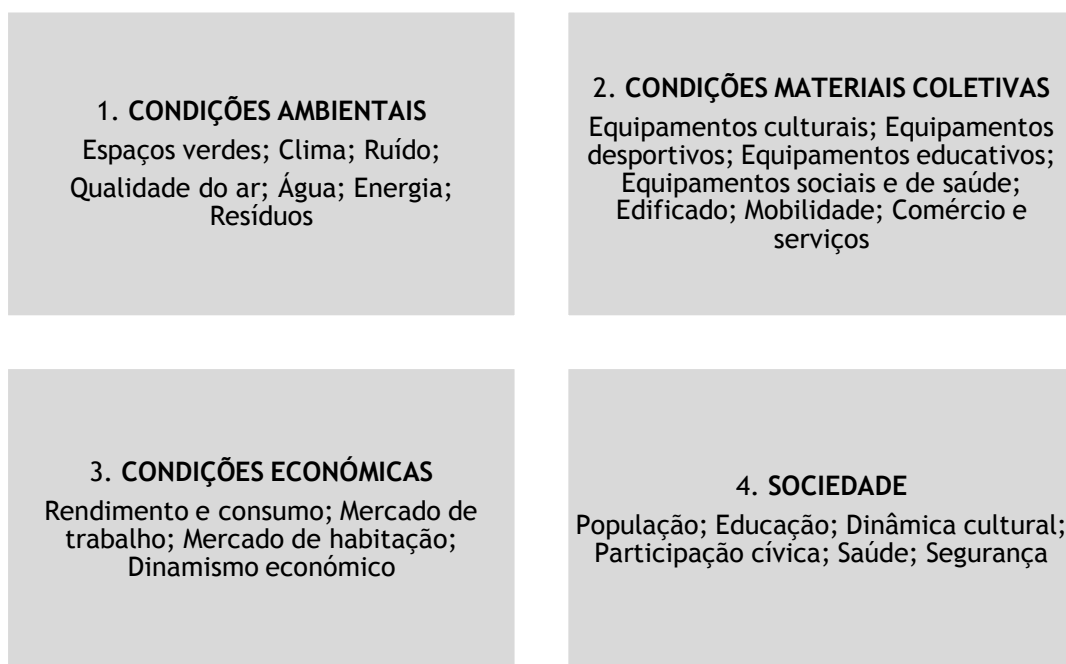 1. CONDIÇÕES AMBIENTAIS
Espaços verdes; Clima; Ruído;
Qualidade do ar; Água; Energia;
Resíduos
2. CONDIÇÕES MATERIAIS COLETIVAS
Equipamentos culturais; Equipamentos
desportivos; Equipamentos educativos;
Equipamentos sociais e de saúde;
Edificado; Mobilidade; Comércio e
serviços
3. CONDIÇÕES ECONÓMICAS
Rendimento e consumo; Mercado de
trabalho; Mercado de habitação;
Dinamismo económico
4. SOCIEDADE
População; Educação; Dinâmica cultural;
Participação cívica; Saúde; Segurança